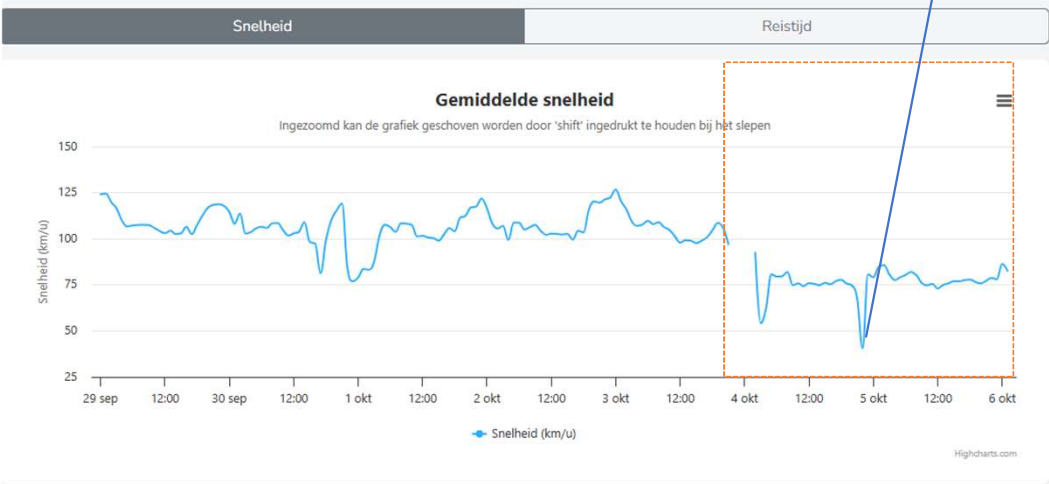 Snelheid
Reistijd
Gemiddelde snelheid
Ingezoomd kan de grafiek geschoven worden door 'shift' ingedrukt te houden bij het slepen
Snelheid (km/u)
150
125
100
75
50
25
29 sep 12:00 30 sep 12:00 1 okt 12:00 2 okt 12:00 3 okt 12:00 4 okt 12:00 5 okt 12:00 6 okt
Snelheid (km/u)
Highcharts.com